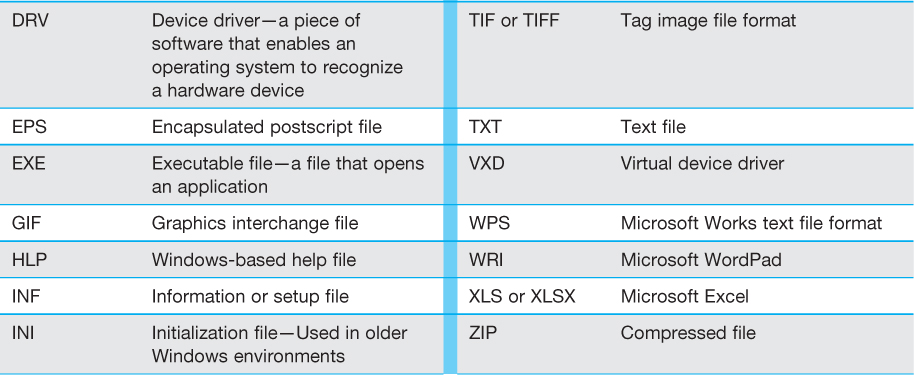 DRV
Device driver—a piece of
software that enables an
operating system to recognize
a hardware device
EPS
Encapsulated postscript file
EXE
Executable file—a file that opens
an application
GIF
Graphics interchange file
HLP
Windows-based help file
INF
Information or setup file
INI
Initialization file—Used in older
Windows environments
TIF or TIFF
Tag image file format
TXT
Text file
VXD
Virtual device driver
WPS
Microsoft Works text file format
WRI
Microsoft WordPad
XLS or XLSX
Microsoft Excel
ZIP
Compressed file